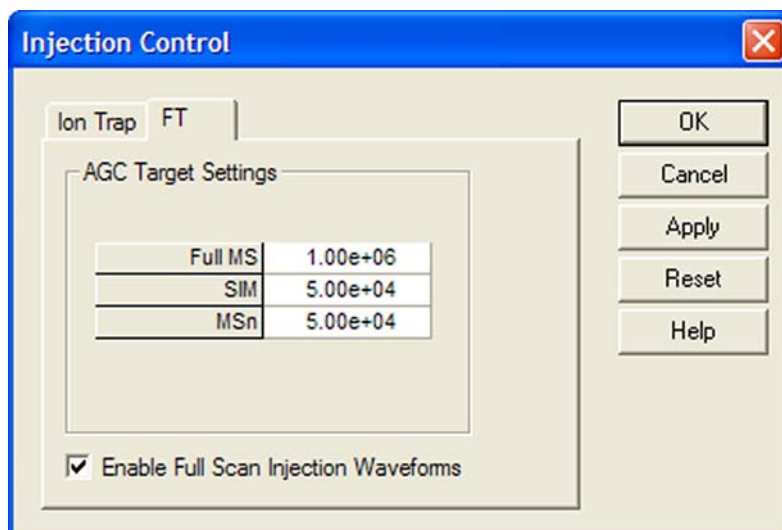 Injection Control
Ion Trap FT
AGC Target Settings
Full MS 1.00e+06
SIM 5.00e+04
MSn 5.00e+04
Enable Full Scan Injection Waveforms
OK
Cancel
Apply
Reset
Help